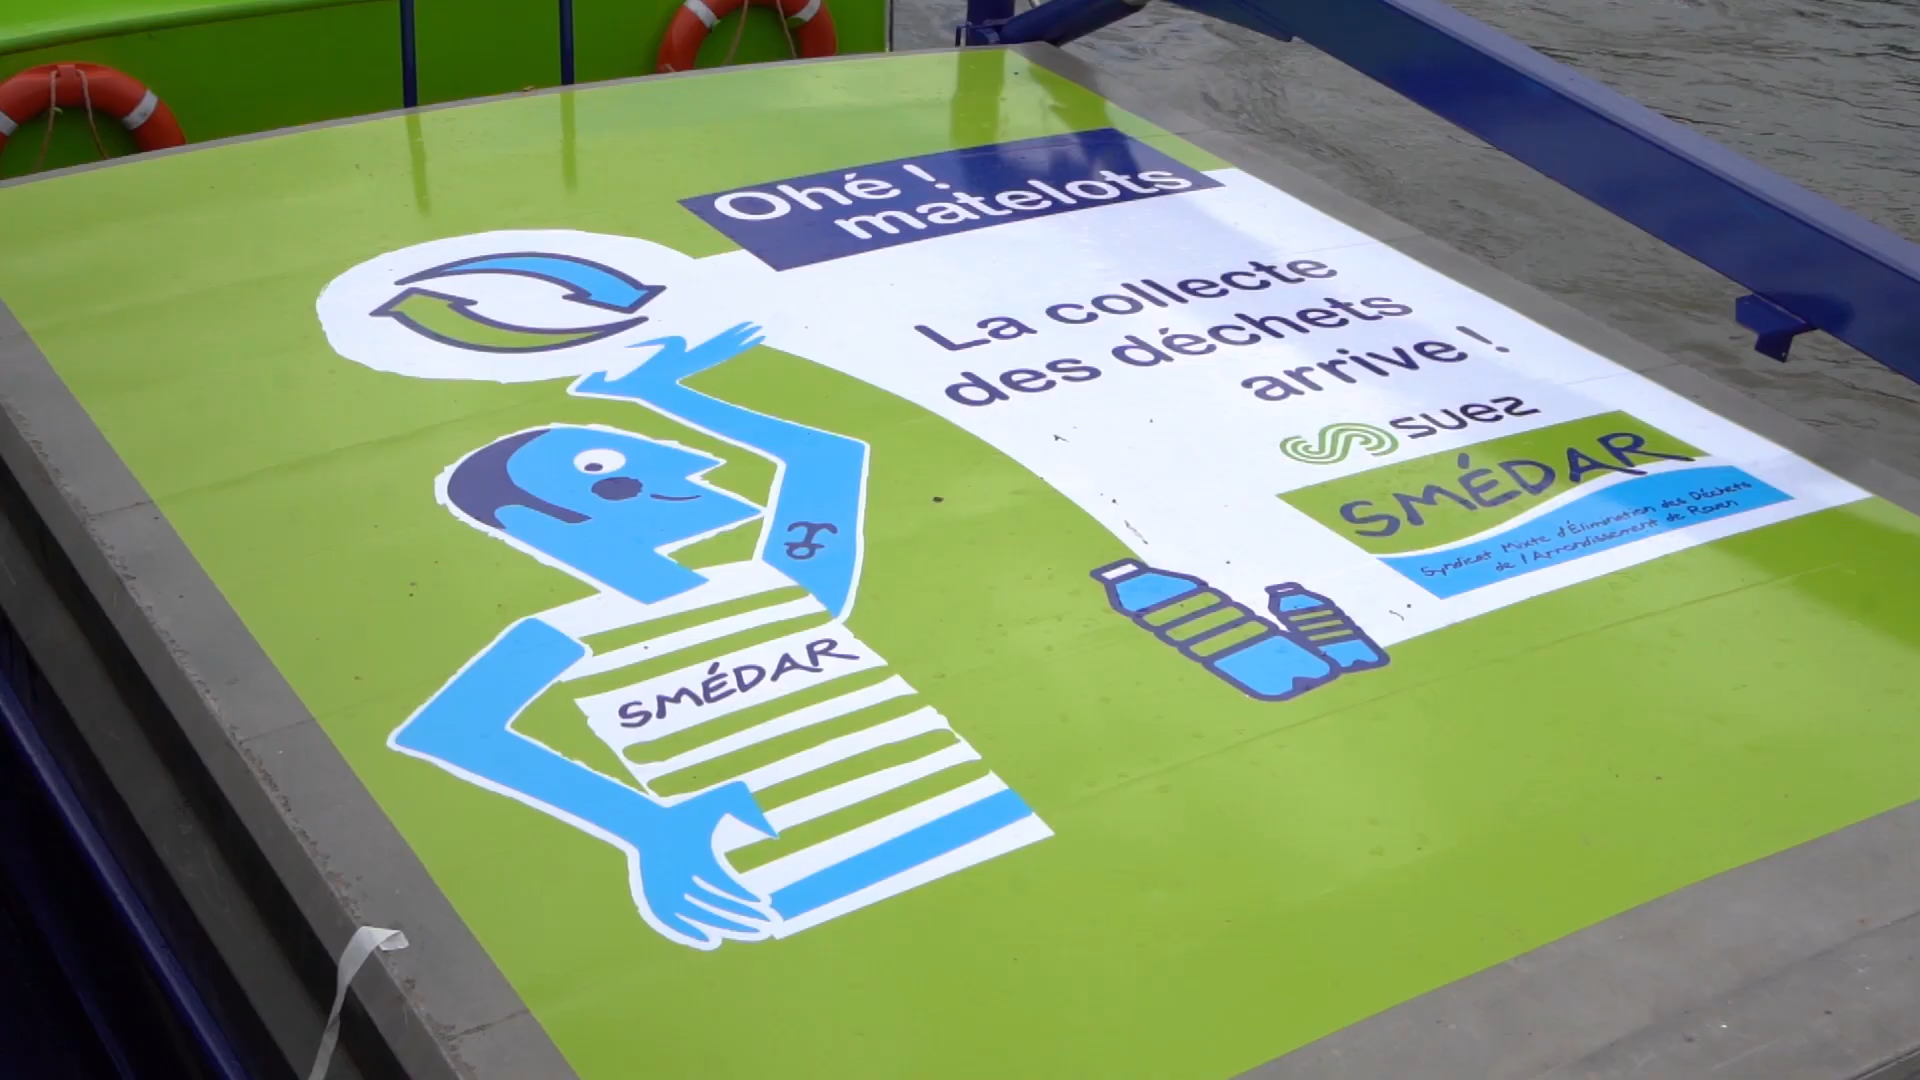 Ohé !
matelots
La collecte
des déchets
arrive !
suez
SMÉDAR
Syndicat Mixte d'Élimination des Déchets
de l'Arrondissement de Rouen
SMÉDAR